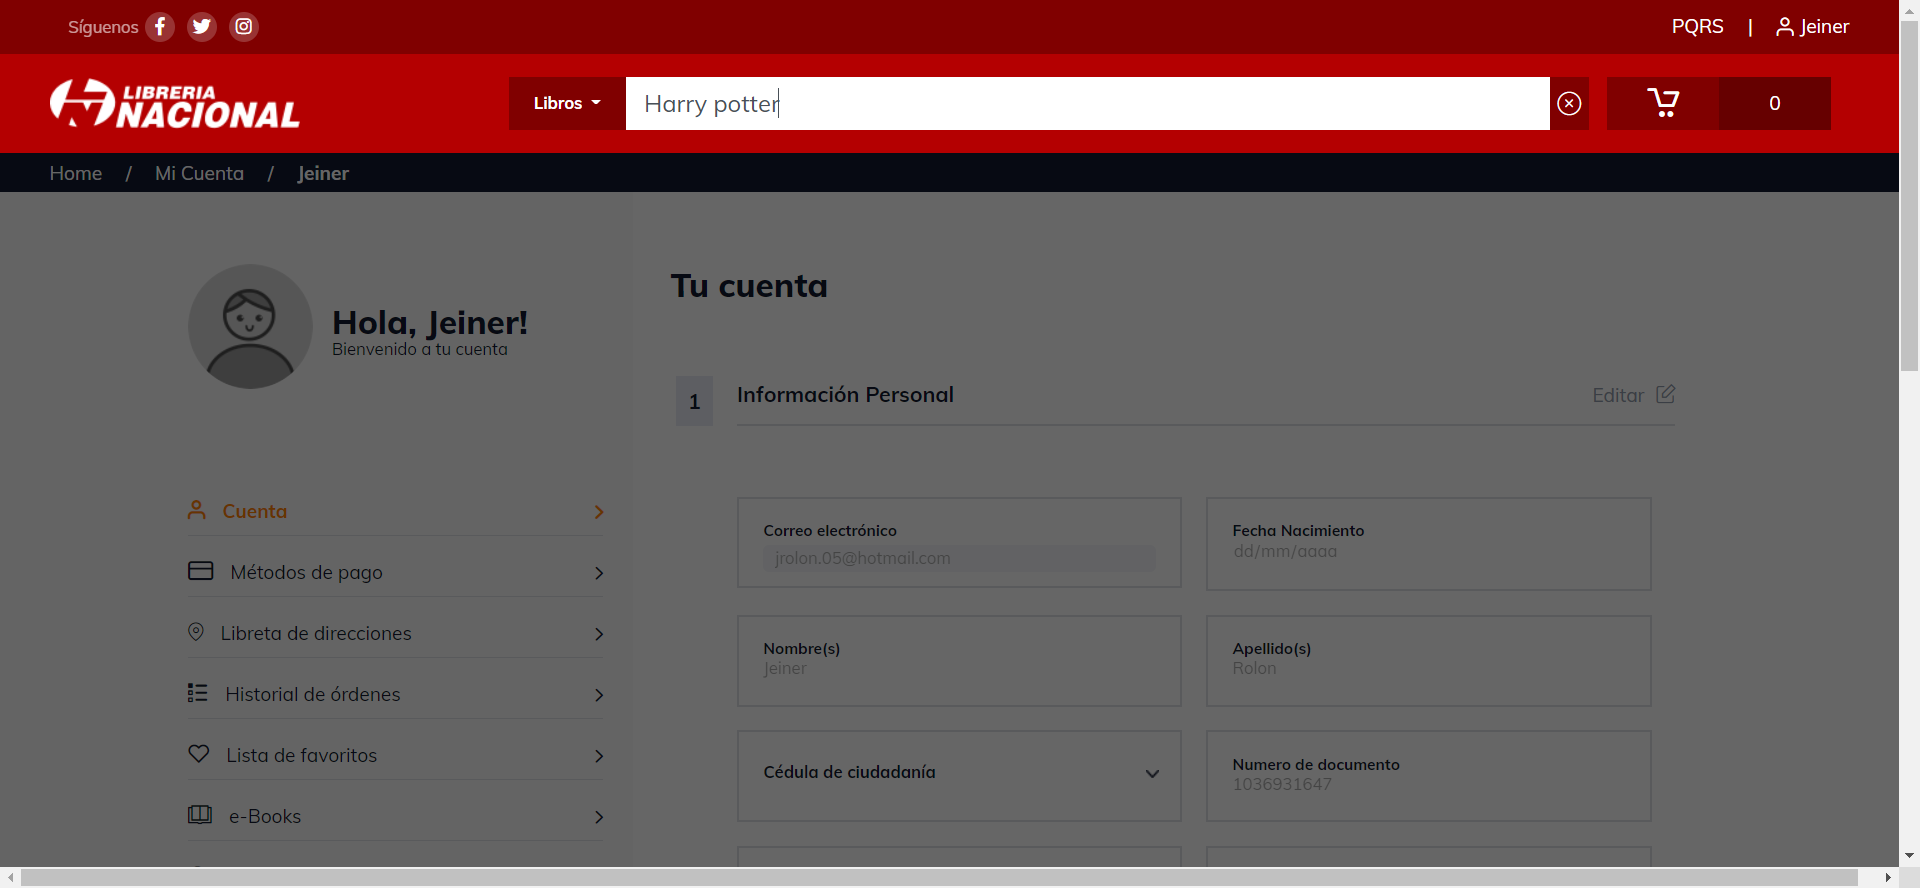 Síguenos
PQRS | Jeiner
LIBRERIA
NACIONAL
Libros
Harry potter
0
Home / Mi Cuenta / Jeiner
Hola, Jeiner!
Bienvenido a tu cuenta
Cuenta
Métodos de pago
Libreta de direcciones
Historial de órdenes
Lista de favoritos
e-Books
Tu cuenta
1 Información Personal Editar
Correo electrónico
jrolon.05@hotmail.com
Fecha Nacimiento
dd/mm/aaaa
Nombre(s)
Jeiner
Apellido(s)
Rolon
Cédula de ciudadanía
Numero de documento
1036931647